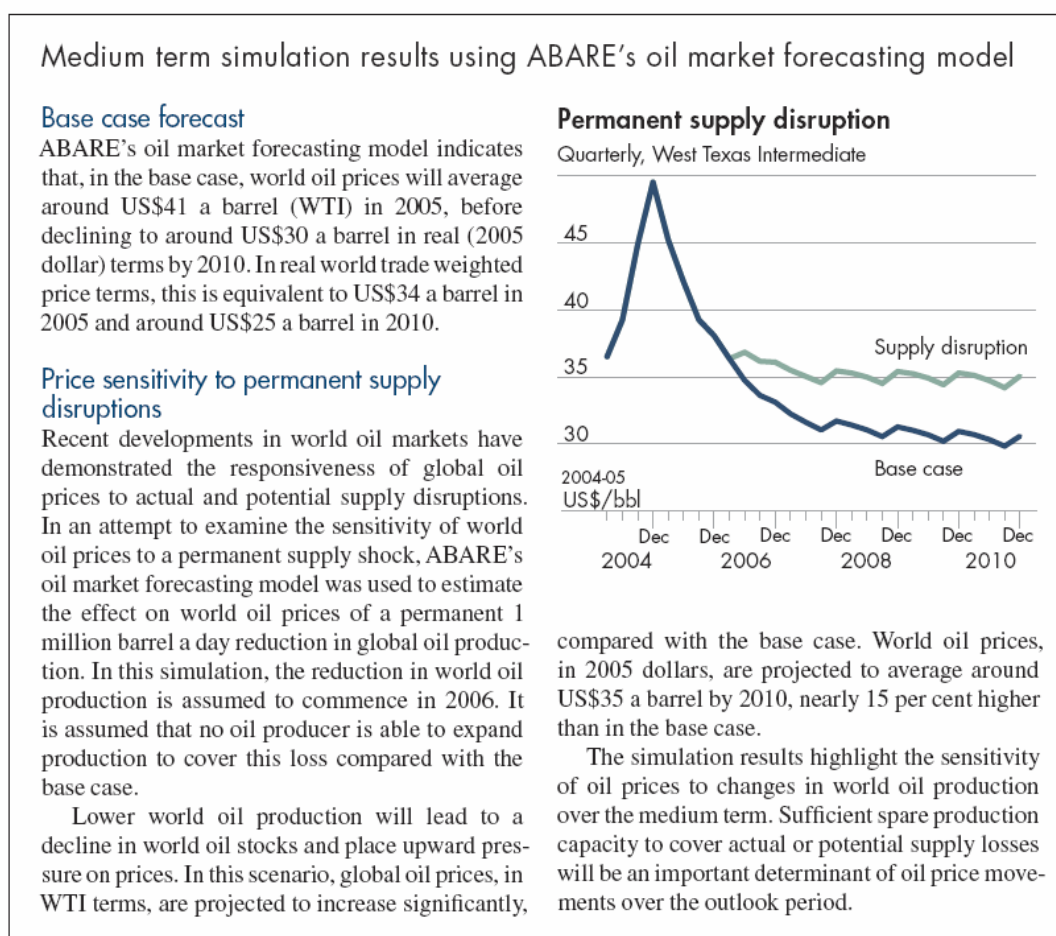 Medium term simulation results using ABARE's oil market forecasting model
Base case forecast
ABARE's oil market forecasting model indicates
that, in the base case, world oil prices will average
around US$41 a barrel (WTI) in 2005, before
declining to around US$30 a barrel in real (2005
dollar) terms by 2010. In real world trade weighted
price terms, this is equivalent to US$34 a barrel in
2005 and around US$25 a barrel in 2010.
Price sensitivity to permanent supply
disruptions
Recent developments in world oil markets have
demonstrated the responsiveness of global oil
prices to actual and potential supply disruptions.
In an attempt to examine the sensitivity of world
oil prices to a permanent supply shock, ABARE's
oil market forecasting model was used to estimate
the effect on world oil prices of a permanent 1
million barrel a day reduction in global oil produc-
tion. In this simulation, the reduction in world oil
production is assumed to commence in 2006. It
is assumed that no oil producer is able to expand
production to cover this loss compared with the
base case.
Lower world oil production will lead to a
decline in world oil stocks and place upward pres-
sure on prices. In this scenario, global oil prices, in
WTI terms, are projected to increase significantly,
Permanent supply disruption
Quarterly, West Texas Intermediate
45
40
Supply disruption
35
30
Base case
2004-05
US$/bbl
Dec Dec Dec Dec Dec Dec Dec
2004 2006 2008 2010
compared with the base case. World oil prices,
in 2005 dollars, are projected to average around
US$35 a barrel by 2010, nearly 15 per cent higher
than in the base case.
The simulation results highlight the sensitivity
of oil prices to changes in world oil production
over the medium term. Sufficient spare production
capacity to cover actual or potential supply losses
will be an important determinant of oil price move-
ments over the outlook period.